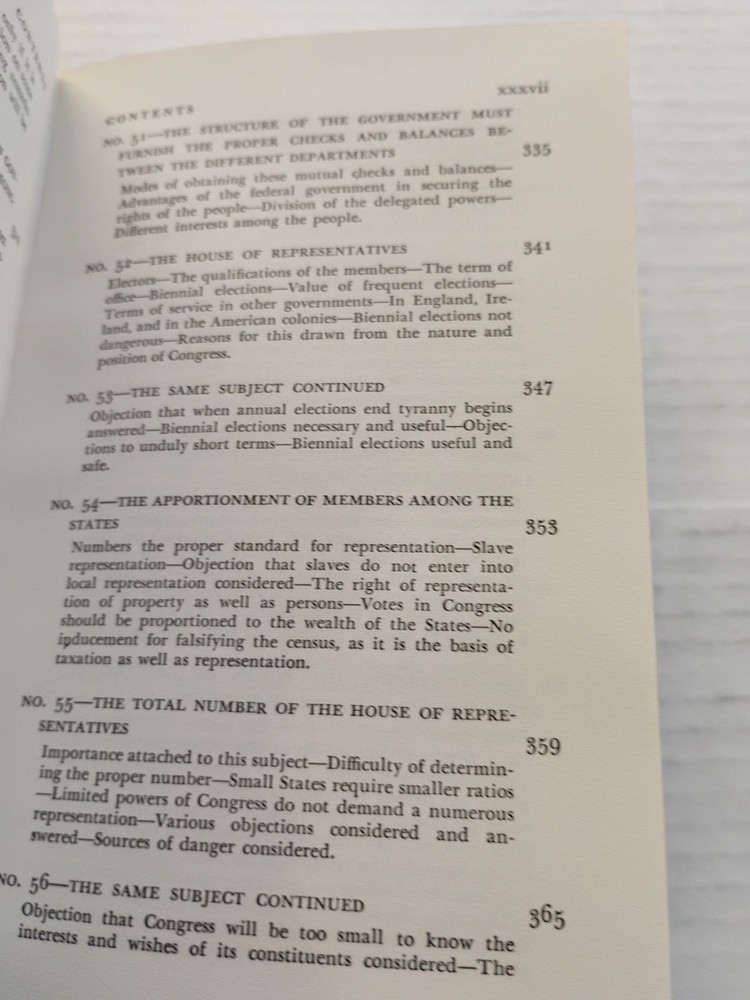 CONTENTS
xxxvii
NO. 51—THE STRUCTURE OF THE GOVERNMENT MUST
FURNISH THE PROPER CHECKS AND BALANCES BE-
TWEEN THE DIFFERENT DEPARTMENTS 335
Modes of obtaining these mutual checks and balances—
Advantages of the federal government in securing the
rights of the people—Division of the delegated powers—
Different interests among the people.
NO. 52—THE HOUSE OF REPRESENTATIVES 341
Electors—The qualifications of the members—The term of
office—Biennial elections—Value of frequent elections—
Terms of service in other governments—In England, Ire-
land, and in the American colonies—Biennial elections not
dangerous—Reasons for this drawn from the nature and
position of Congress.
NO. 53—THE SAME SUBJECT CONTINUED 347
Objection that when annual elections end tyranny begins
answered—Biennial elections necessary and useful—Objec-
tions to unduly short terms—Biennial elections useful and
safe.
NO. 54—THE APPORTIONMENT OF MEMBERS AMONG THE
STATES 353
Numbers the proper standard for representation—Slave
representation—Objection that slaves do not enter into
local representation considered—The right of representa-
tion of property as well as persons—Votes in Congress
should be proportioned to the wealth of the States—No
inducement for falsifying the census, as it is the basis of
taxation as well as representation.
NO. 55—THE TOTAL NUMBER OF THE HOUSE OF REPRE-
SENTATIVES 359
Importance attached to this subject—Difficulty of determin-
ing the proper number—Small States require smaller ratios
—Limited powers of Congress do not demand a numerous
representation—Various objections considered and an-
swered—Sources of danger considered.
NO. 56—THE SAME SUBJECT CONTINUED 365
Objection that Congress will be too small to know the
interests and wishes of its constituents considered—The